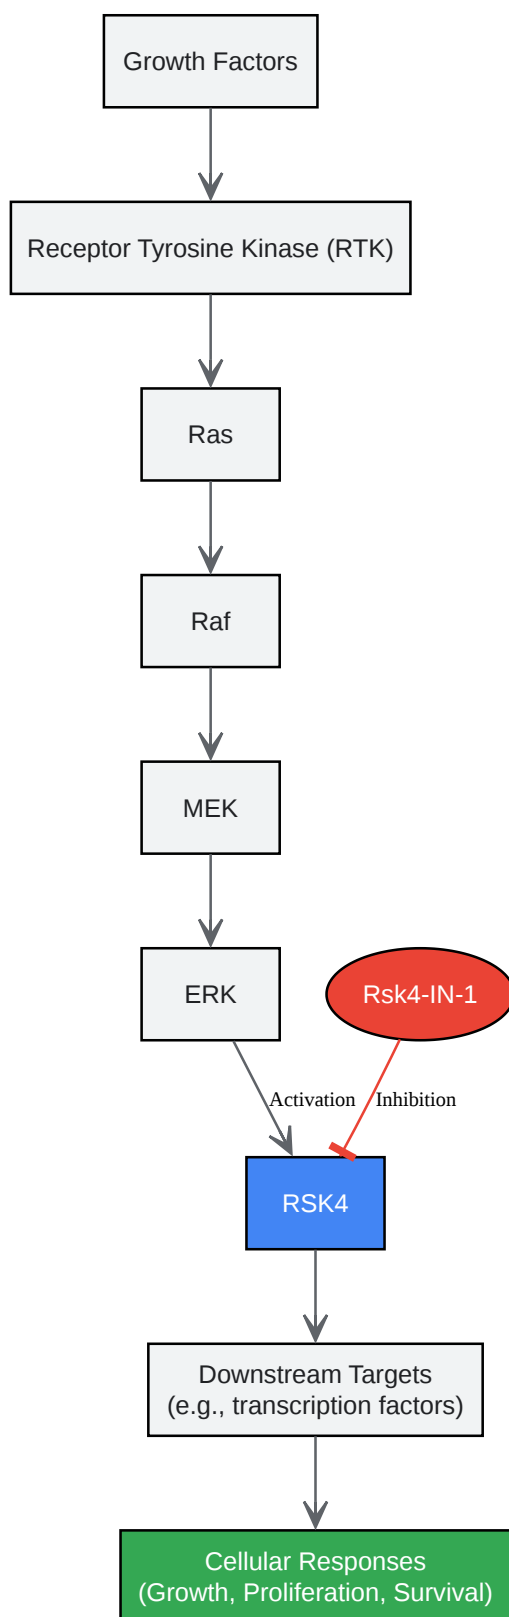 Growth Factors
Receptor Tyrosine Kinase (RTK)
Ras
Raf
MEK
ERK
Rsk4-IN-1
Activation
Inhibition
RSK4
Downstream Targets
(e.g., transcription factors)
Cellular Responses
(Growth, Proliferation, Survival)